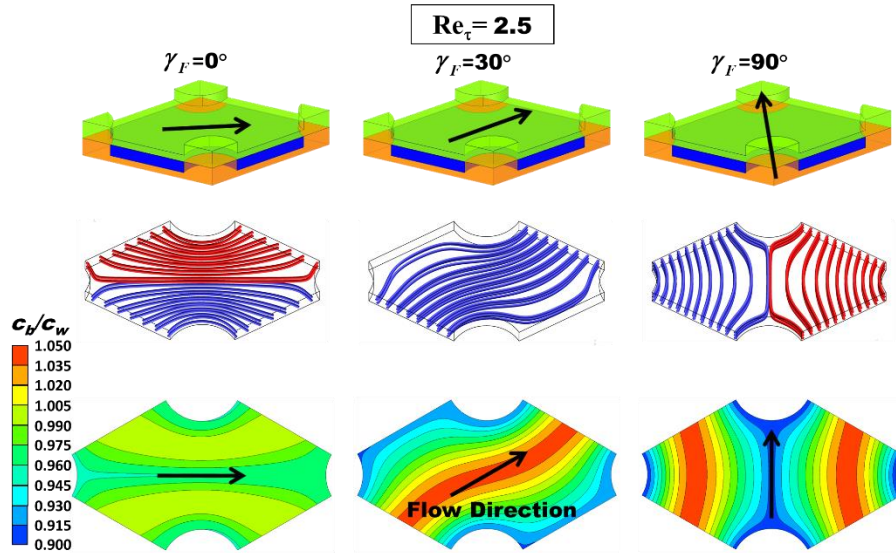 Re_τ = 2.5
γ_F=0°
γ_F=30°
γ_F=90°
c_b/c_w
1.050
1.035
1.020
1.005
0.990
0.975
0.960
0.945
0.930
0.915
0.900
Flow Direction